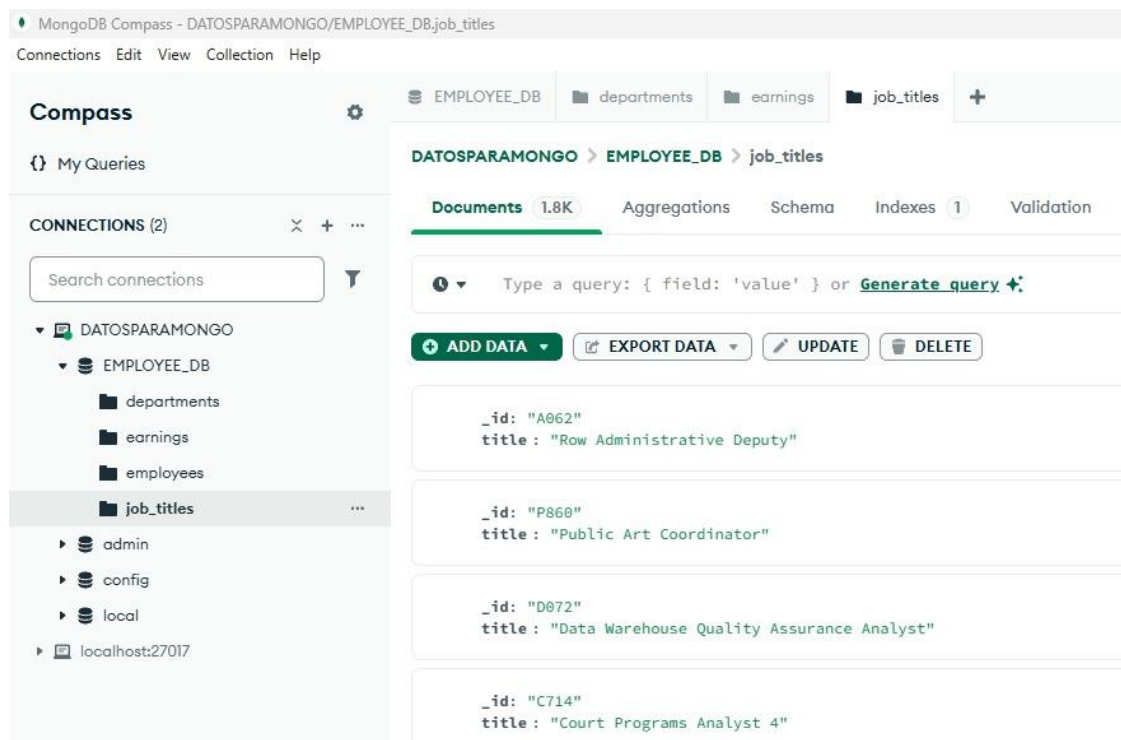 MongoDB Compass - DATOSPARAMONGO/EMPLOYEE_DB.job_titles
Connections Edit View Collection Help
Compass
{} My Queries
CONNECTIONS (2)
Search connections
DATOSPARAMONGO
EMPLOYEE_DB
departments
earnings
employees
job_titles
admin
config
local
localhost:27017
EMPLOYEE_DB departments earnings job_titles +
DATOSPARAMONGO > EMPLOYEE_DB > job_titles
Documents 1.8K Aggregations Schema Indexes 1 Validation
Type a query: { field: 'value' } or Generate query
ADD DATA EXPORT DATA UPDATE DELETE
_id: "A062"
title : "Row Administrative Deputy"
_id: "P860"
title : "Public Art Coordinator"
_id: "D072"
title : "Data Warehouse Quality Assurance Analyst"
_id: "C714"
title : "Court Programs Analyst 4"